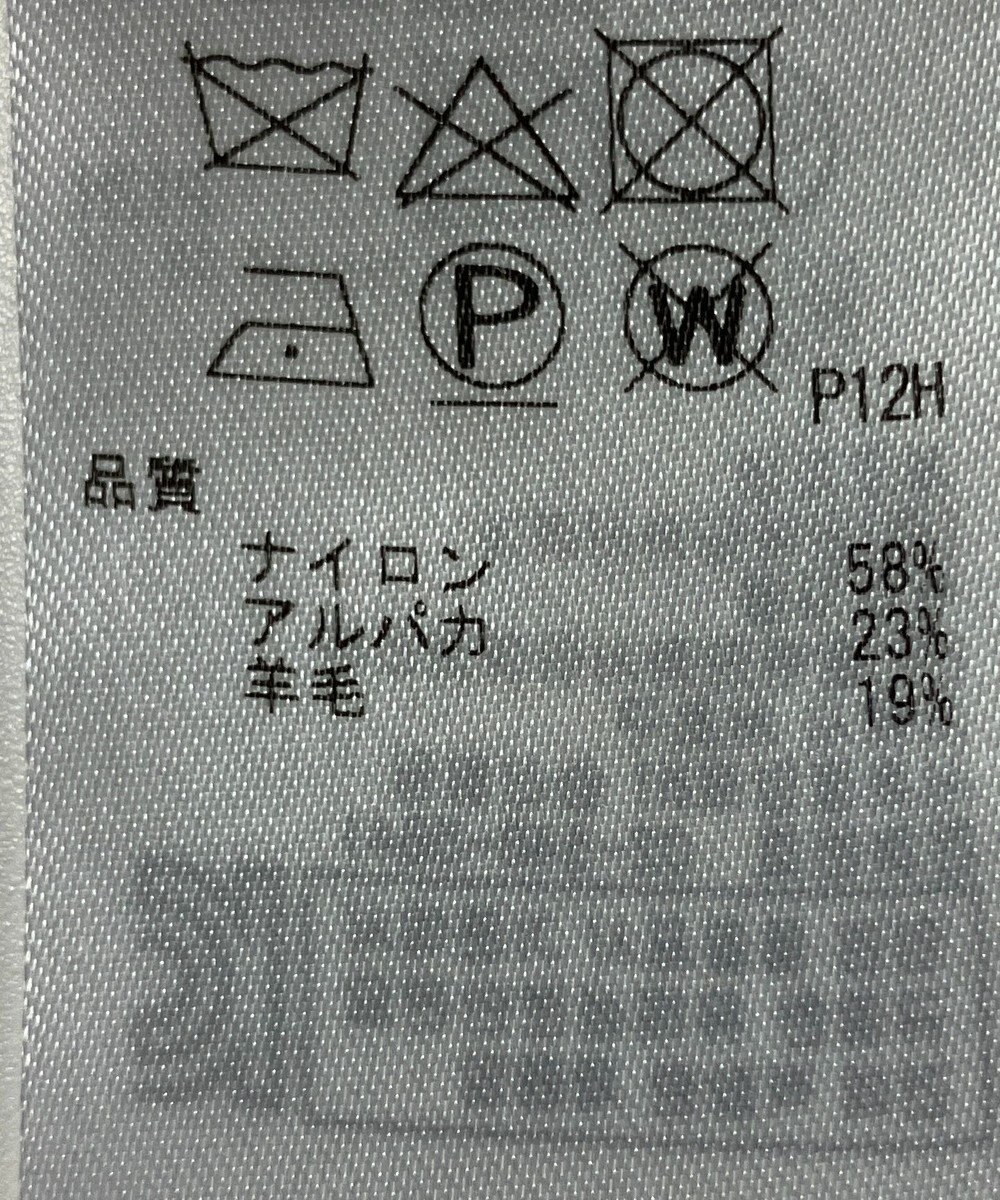 P
W
P12H
品質
ナイロン 58%
アルパカ 23%
羊毛 19%